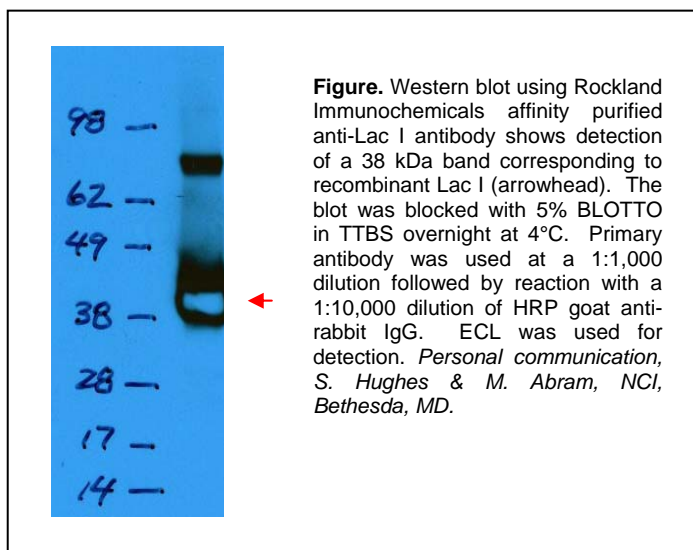 98 —
62 —
49 —
38 —
28 —
17 —
14 —
Figure. Western blot using Rockland
Immunochemicals affinity purified
anti-Lac I antibody shows detection
of a 38 kDa band corresponding to
recombinant Lac I (arrowhead). The
blot was blocked with 5% BLOTTO
in TTBS overnight at 4°C. Primary
antibody was used at a 1:1,000
dilution followed by reaction with a
1:10,000 dilution of HRP goat anti-
rabbit IgG. ECL was used for
detection. Personal communication,
S. Hughes & M. Abram, NCI,
Bethesda, MD.